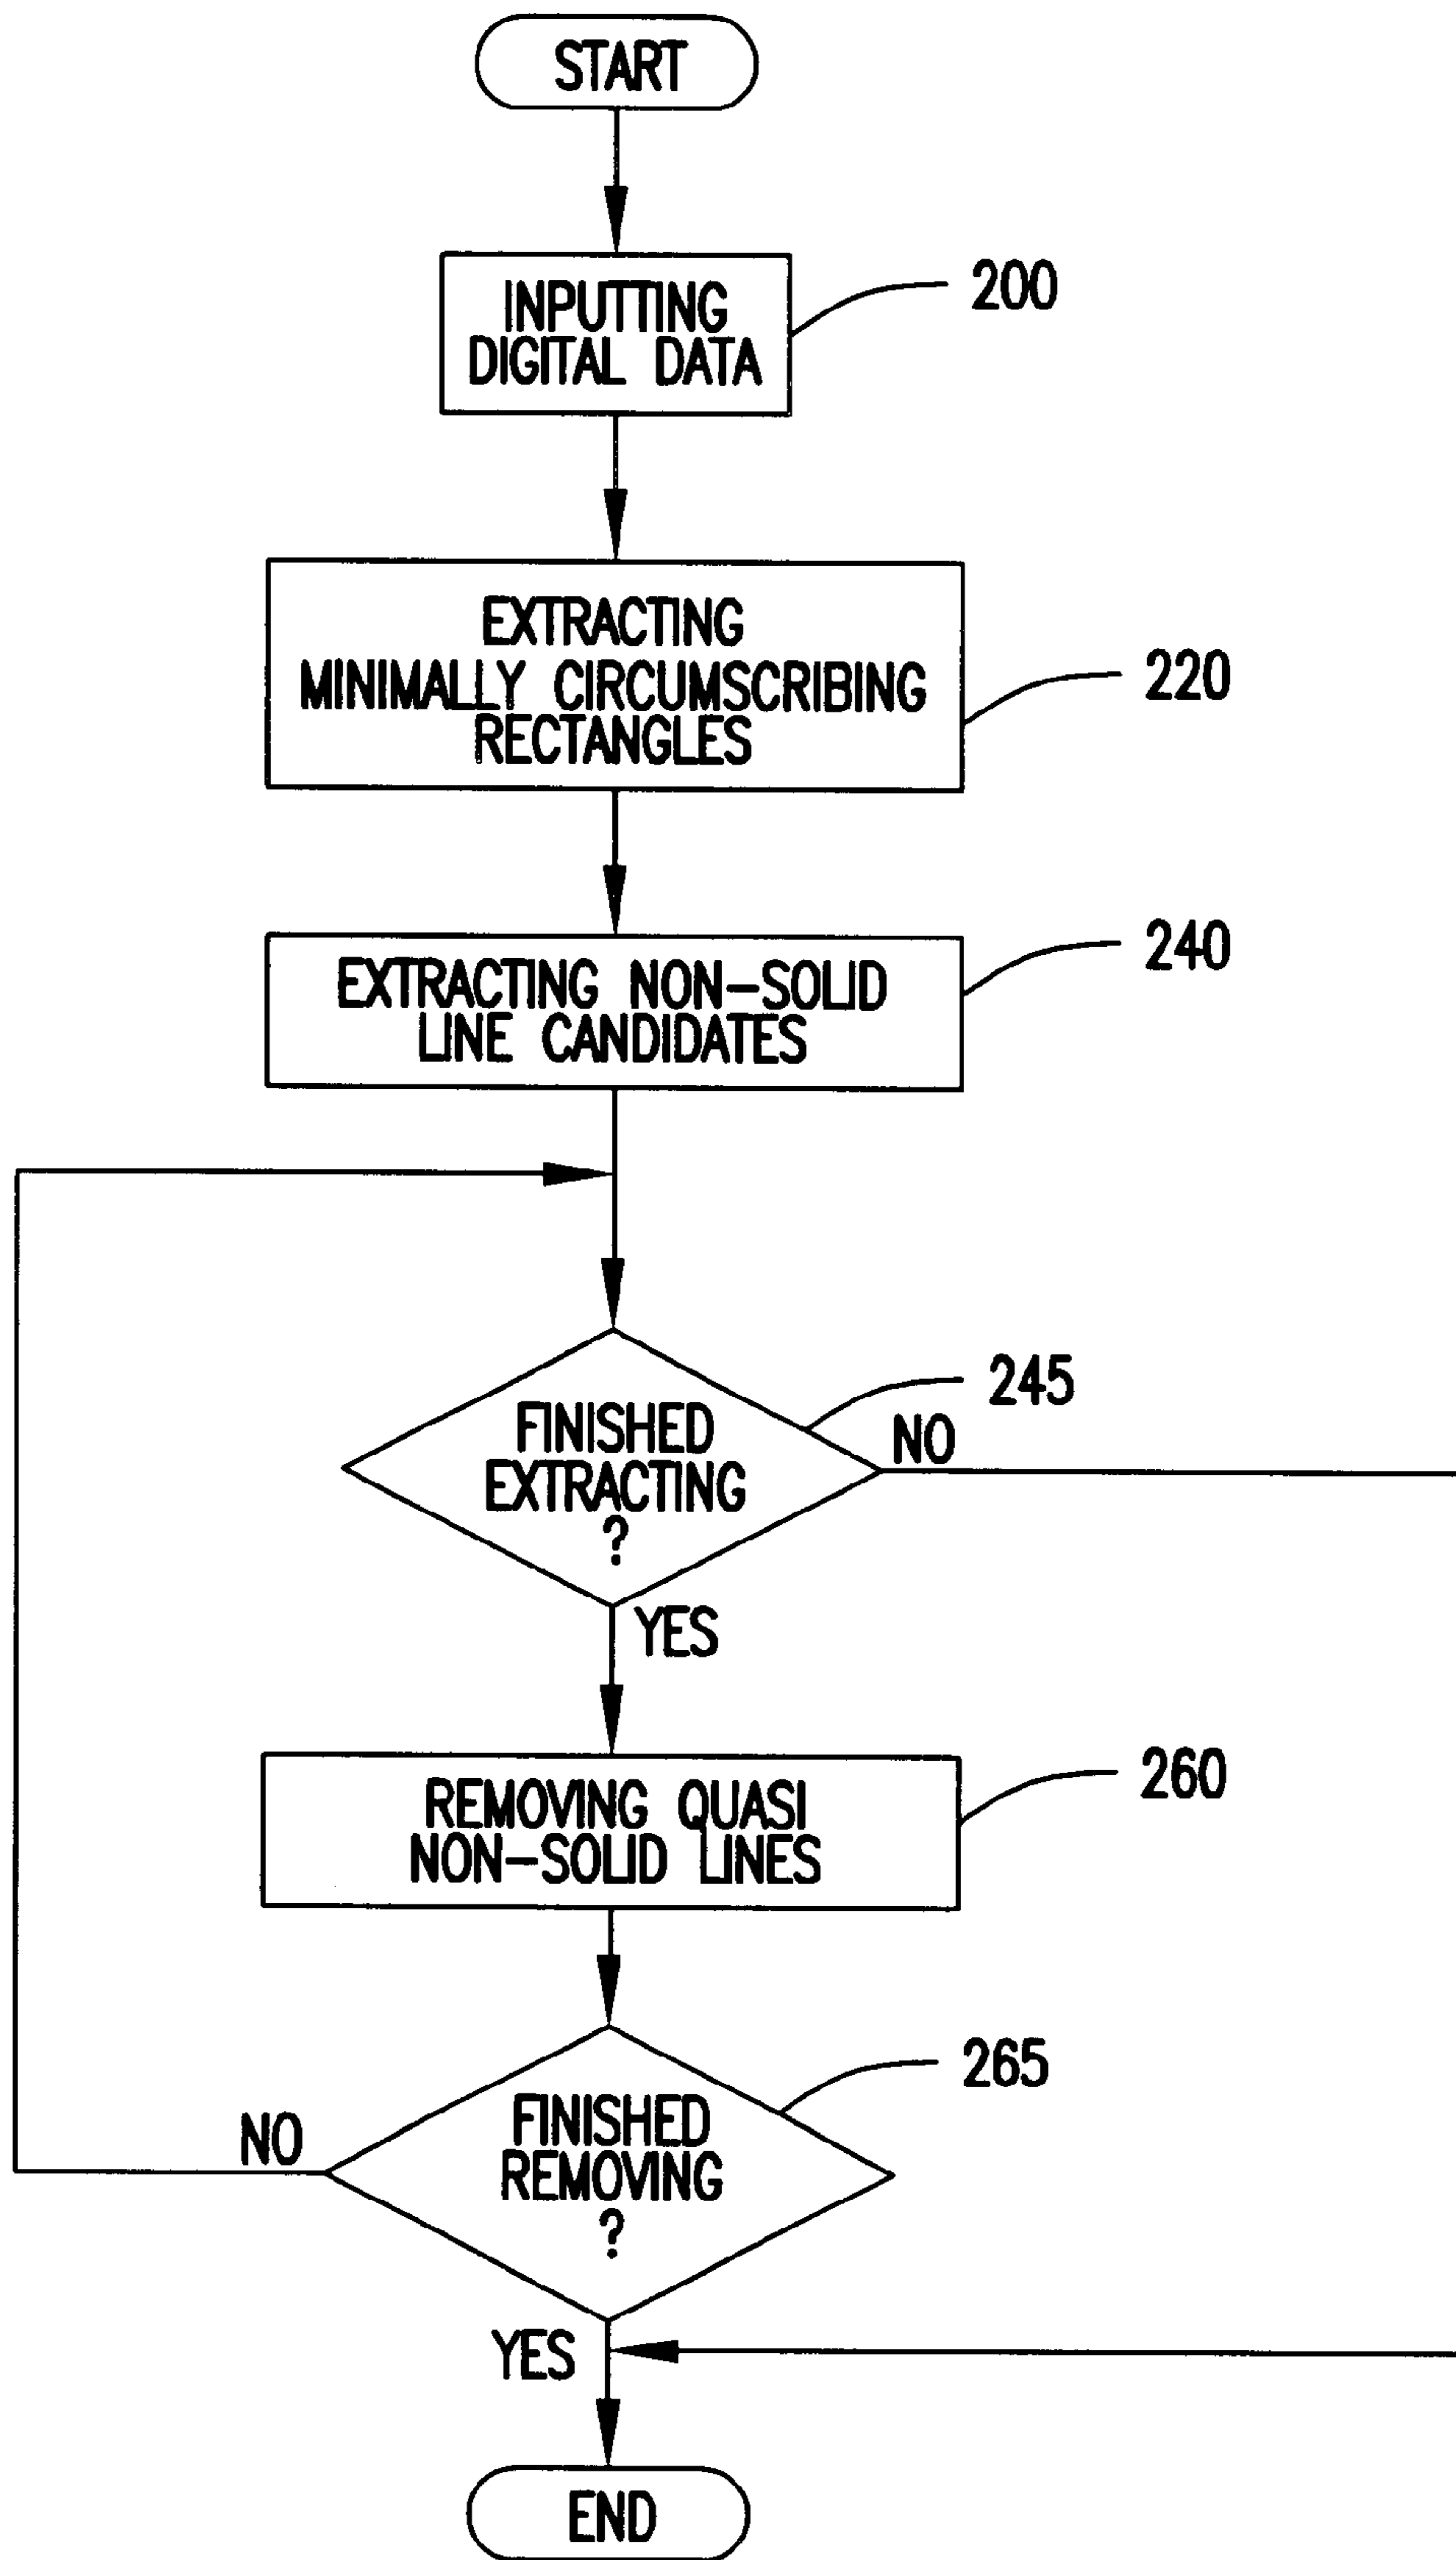 START
INPUTTING
DIGITAL DATA
200
EXTRACTING
MINIMALLY CIRCUMSCRIBING
RECTANGLES
220
EXTRACTING NON-SOLID
LINE CANDIDATES
240
245
FINISHED
EXTRACTING
?
NO
YES
REMOVING QUASI
NON-SOLID LINES
260
265
FINISHED
REMOVING
?
NO
YES
END